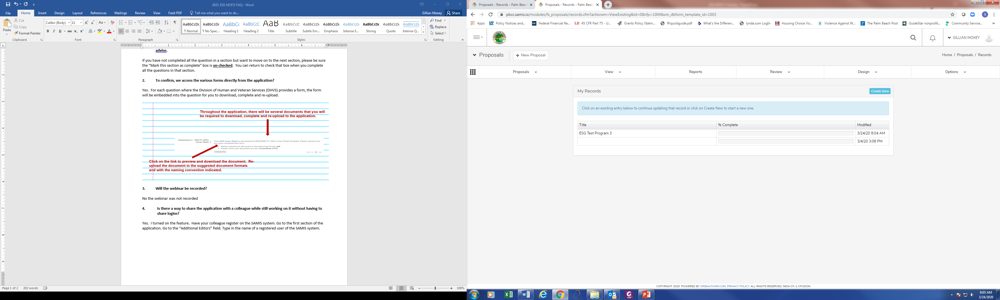 2021 ESG NOFO FAQ - Word
File Home Insert Design Layout References Mailings Review View Foxit PDF Tell me what you want to do... Gillian Moxey Share
Cut
Copy
Format Painter
Paste
Clipboard
Calibri (Body) 11
Font
Paragraph
AaBbCcDc AaBbCcDc AaBbC( AaBbCcE AaB AaBbCcE AaBbCcDc AaBbCcDc AaBbCcDc AaBbCcDc AaBbCcDc AaBbCcDc
¶ Normal ¶ No Spac... Heading 1 Heading 2 Title Subtitle Subtle Em... Emphasis Intense E... Strong Quote Intense Q...
Styles
Find
Replace
Select
Editing
advise.
If you have not completed all the question in a section but want to move on to the next section, please be sure
the “Mark this section as complete” box is un-checked. You can return to check that box when you complete
all the questions in that section.
2. To confirm, we access the various forms directly from the application?
Yes. For each question where the Division of Human and Veteran Services (DHVS) provides a form, the form
will be embedded into the question for you to download, complete and re-upload.
Throughout the application, there will be several documents that you will
be required to download, complete and re-upload to the application.
Attachment 1 - ESG FY 2021
Cover Sheet *
Click ESG Cover Sheet to download the REQUIRED FY 2021 Cover Sheet Template. Please upload once
you have completed this form.
• Please upload your document in the following format: .pdf
• Please name your document as such: Coversheet_FY21
Choose File
Click on the link to preview and download the document. Re-
upload the document in the suggested document formats
and with the naming convention indicated.
3. Will the webinar be recorded?
No the webinar was not recorded
4. Is there a way to share the application with a colleague while still working on it without having to
share logins?
Yes. I turned on the feature. Have your colleague register on the SAMIS system. Go to the first section of the
application. Go to the “Additional Editors” field. Type in the name of a registered user of the SAMIS system.
Page 1 of 2 202 words
100%
Proposals - Records - Palm Beac Proposals - Records - Palm Beac
pbcc.samis.io/modules/fx_proposals/records.cfm?actionxm=ViewExisting&id=0&rfp=1004&xm_dbform_template_id=1003
Apps Policy Notices and... Federal Financial Re... 45 CFR Part 75 - U... Grants Policy Statm... ffrquickguide.pdf What's the Differen... lynda.com LogIn Housing Choice Vo... Violence Against W... The Palm Beach Post GuideStar nonprofit... Community Service... »
GILLIAN MOXEY
Proposals + New Proposal
Home / Proposals / Records
Proposals View Reports Review Design Options
My Records
Create New
Click on an existing entry below to continue updating that record or click on Create New to start a new one.
Title % Complete Modified
ESG Test Program 3 3/24/20 8:04 AM
3/4/20 3:08 PM
COPYRIGHT 2020. POWERED BY WEBAUTHOR.COM. PRIVACY POLICY. ALL RIGHTS RESERVED. NEW-CF-1-CFUSION
8:05 AM
3/24/2020